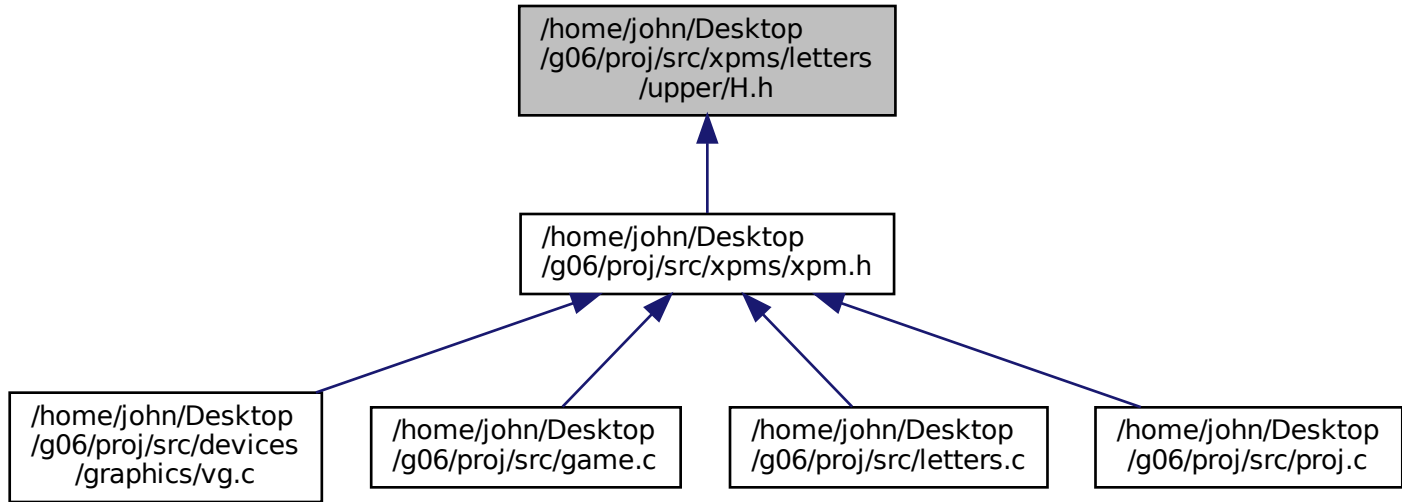 /home/john/Desktop
/g06/proj/src/xpms/letters
/upper/H.h
/home/john/Desktop
/g06/proj/src/xpms/xpm.h
/home/john/Desktop
/g06/proj/src/devices
/graphics/vg.c
/home/john/Desktop
/g06/proj/src/game.c
/home/john/Desktop
/g06/proj/src/letters.c
/home/john/Desktop
/g06/proj/src/proj.c